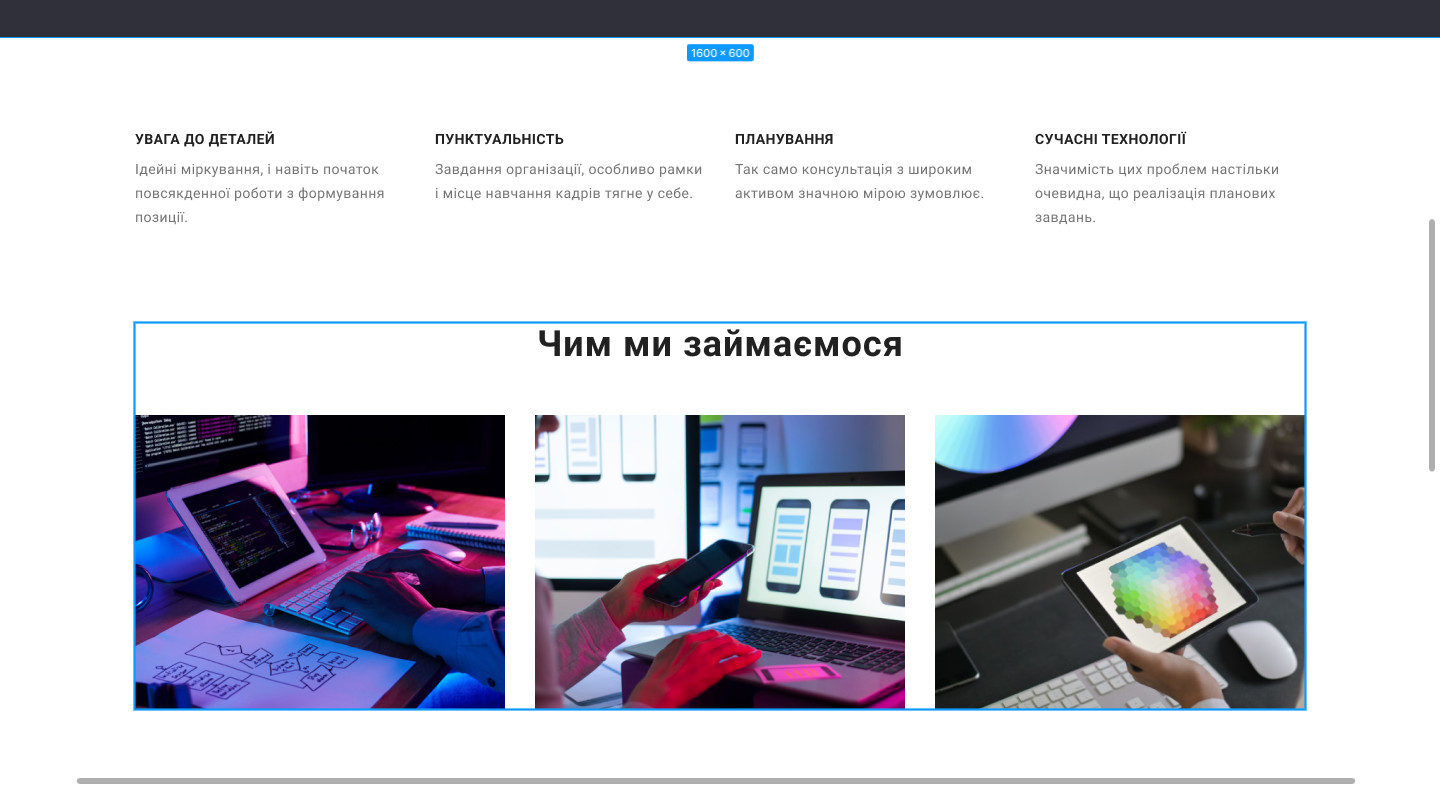 1600 × 600
УВАГА ДО ДЕТАЛЕЙ
Ідейні міркування, і навіть початок
повсякденної роботи з формування
позиції.
ПУНКТУАЛЬНІСТЬ
Завдання організації, особливо рамки
і місце навчання кадрів тягне у себе.
ПЛАНУВАННЯ
Так само консультація з широким
активом значною мірою зумовлює.
СУЧАСНІ ТЕХНОЛОГІЇ
Значимість цих проблем настільки
очевидна, що реалізація планових
завдань.
Чим ми займаємося